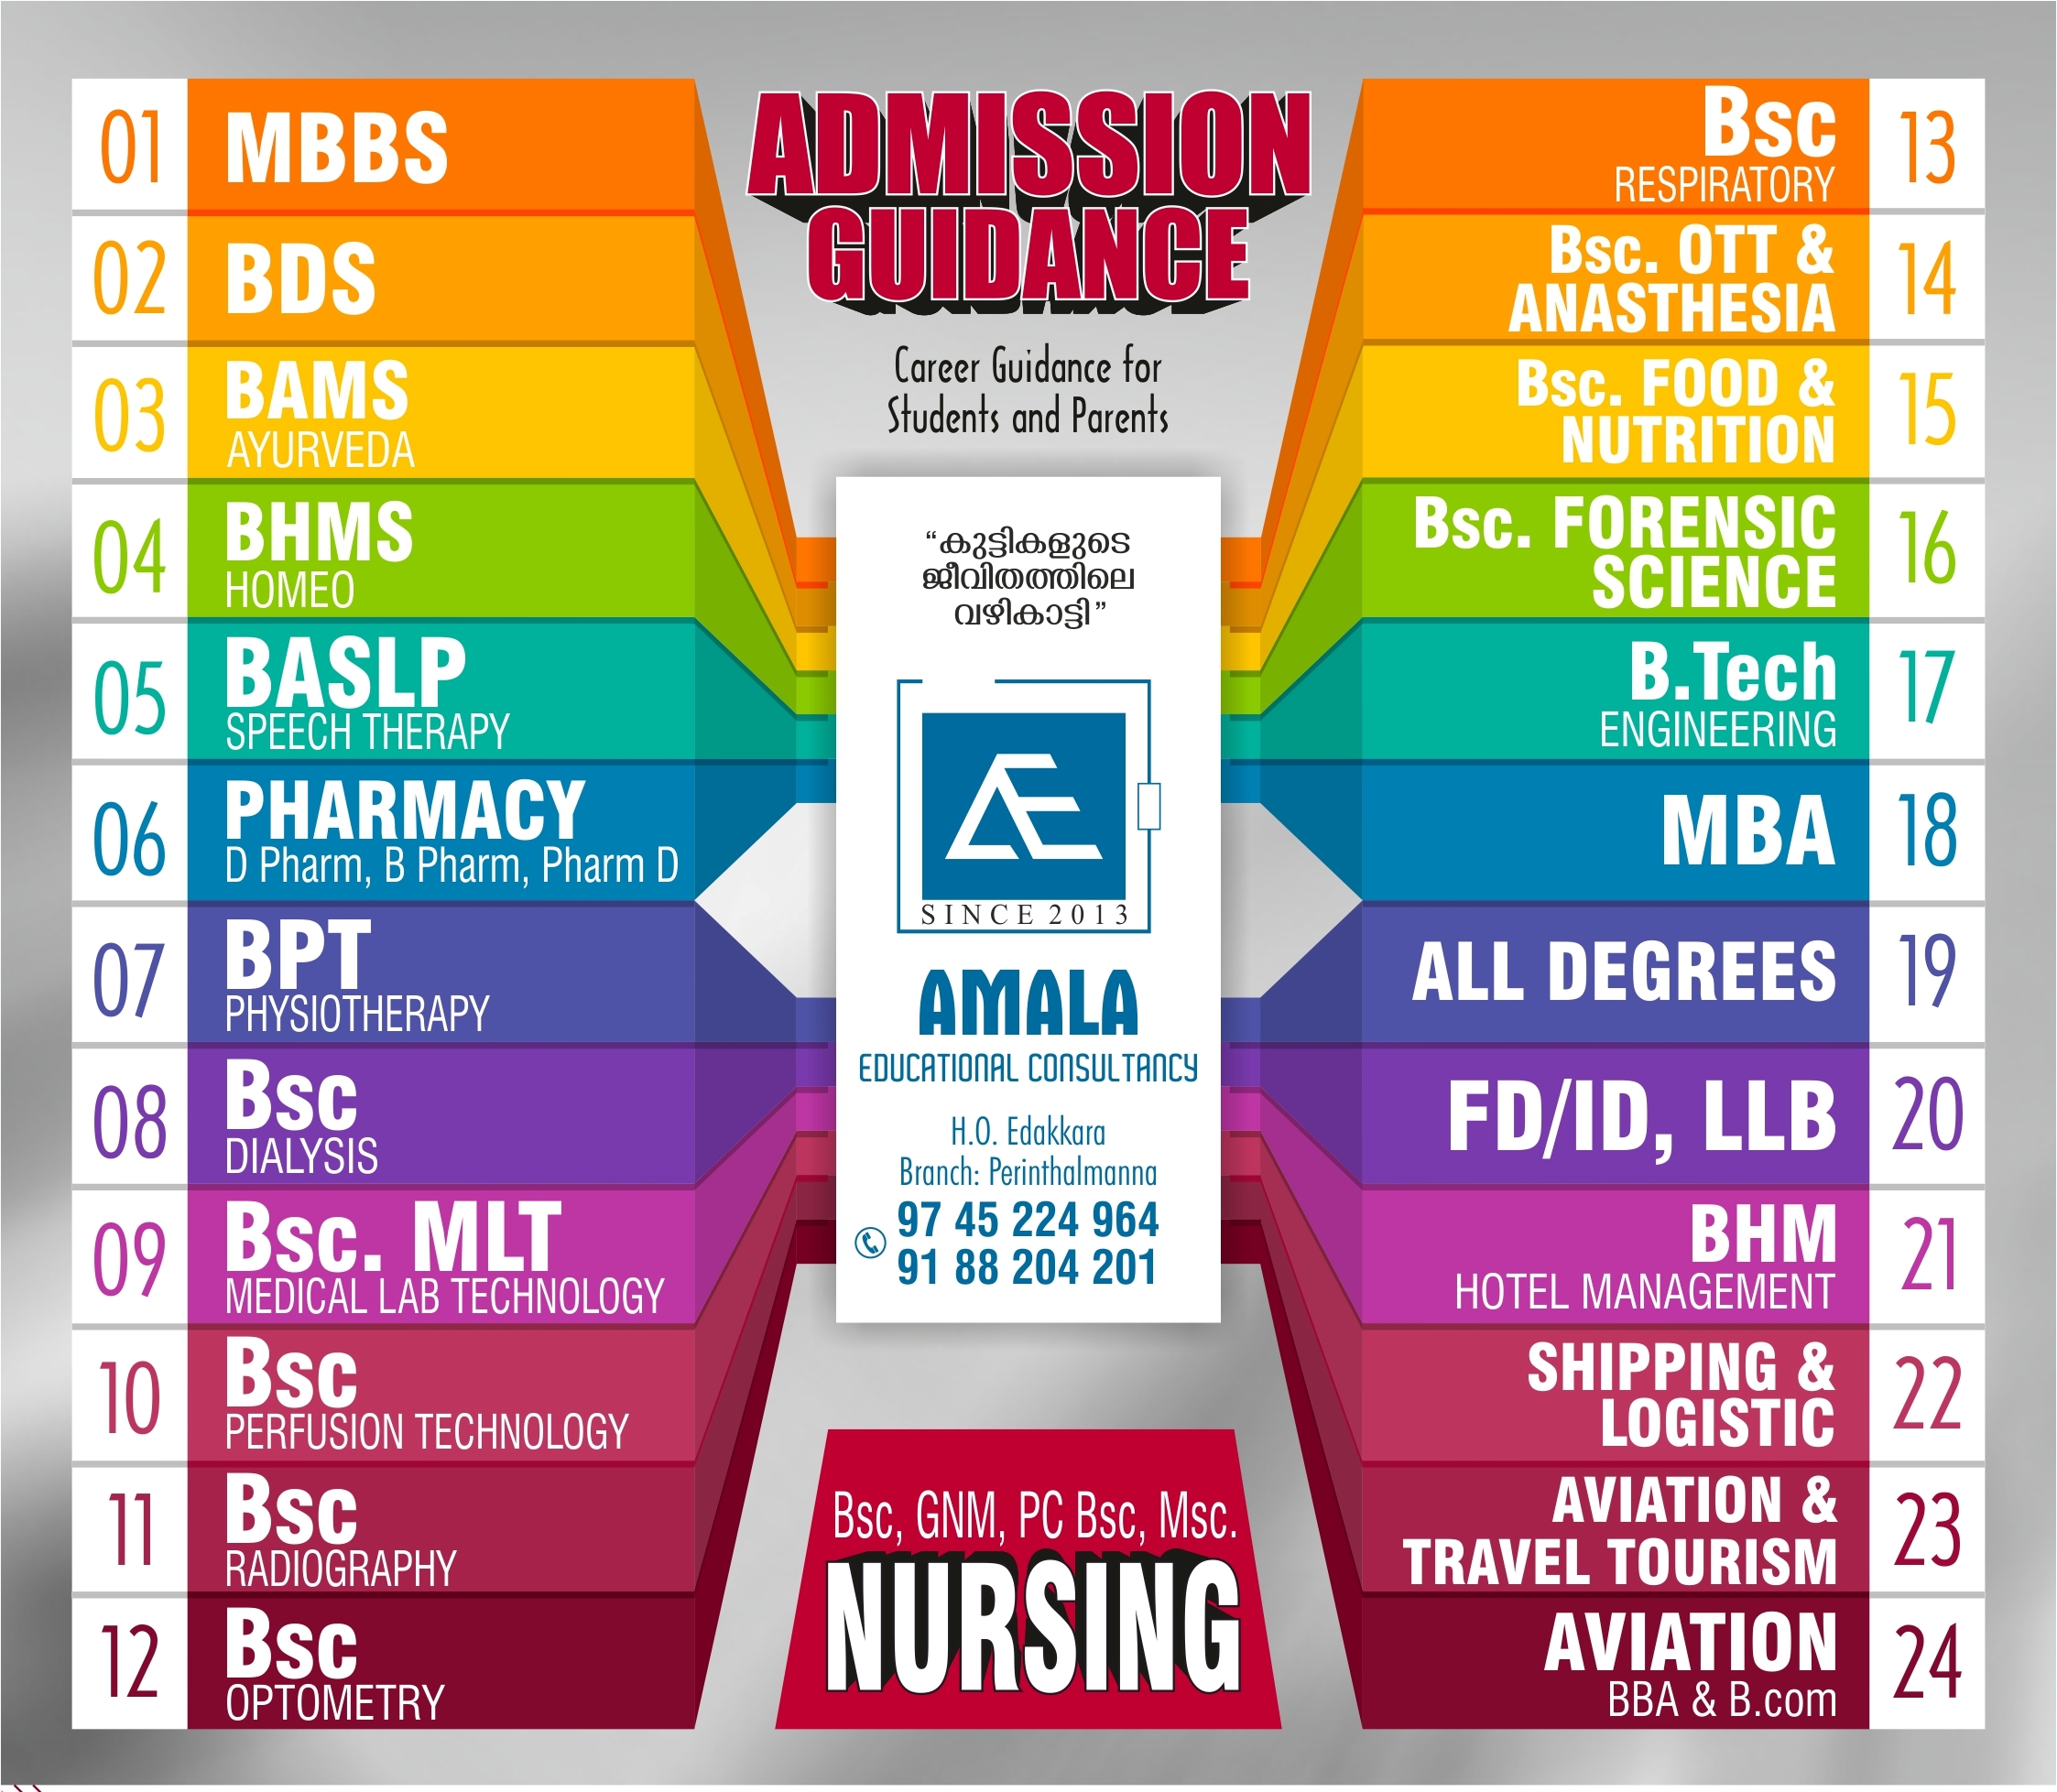 ADMISSION
GUIDANCE
Career Guidance for
Students and Parents
01
MBBS
02
BDS
03
BAMS
AYURVEDA
04
BHMS
HOMEO
05
BASLP
SPEECH THERAPY
06
PHARMACY
D Pharm, B Pharm, Pharm D
07
BPT
PHYSIOTHERAPY
08
Bsc
DIALYSIS
09
Bsc. MLT
MEDICAL LAB TECHNOLOGY
10
Bsc
PERFUSION TECHNOLOGY
11
Bsc
RADIOGRAPHY
12
Bsc
OPTOMETRY
“കുട്ടികളുടെ
ജീവിതത്തിലെ
വഴികാട്ടി”
AE
SINCE 2013
AMALA
EDUCATIONAL CONSULTANCY
H.O. Edakkara
Branch: Perinthalmanna
97 45 224 964
91 88 204 201
Bsc, GNM, PC Bsc, Msc.
NURSING
Bsc
RESPIRATORY
13
Bsc. OTT &
ANASTHESIA
14
Bsc. FOOD &
NUTRITION
15
Bsc. FORENSIC
SCIENCE
16
B.Tech
ENGINEERING
17
MBA
18
ALL DEGREES
19
FD/ID, LLB
20
BHM
HOTEL MANAGEMENT
21
SHIPPING &
LOGISTIC
22
AVIATION &
TRAVEL TOURISM
23
AVIATION
BBA & B.com
24